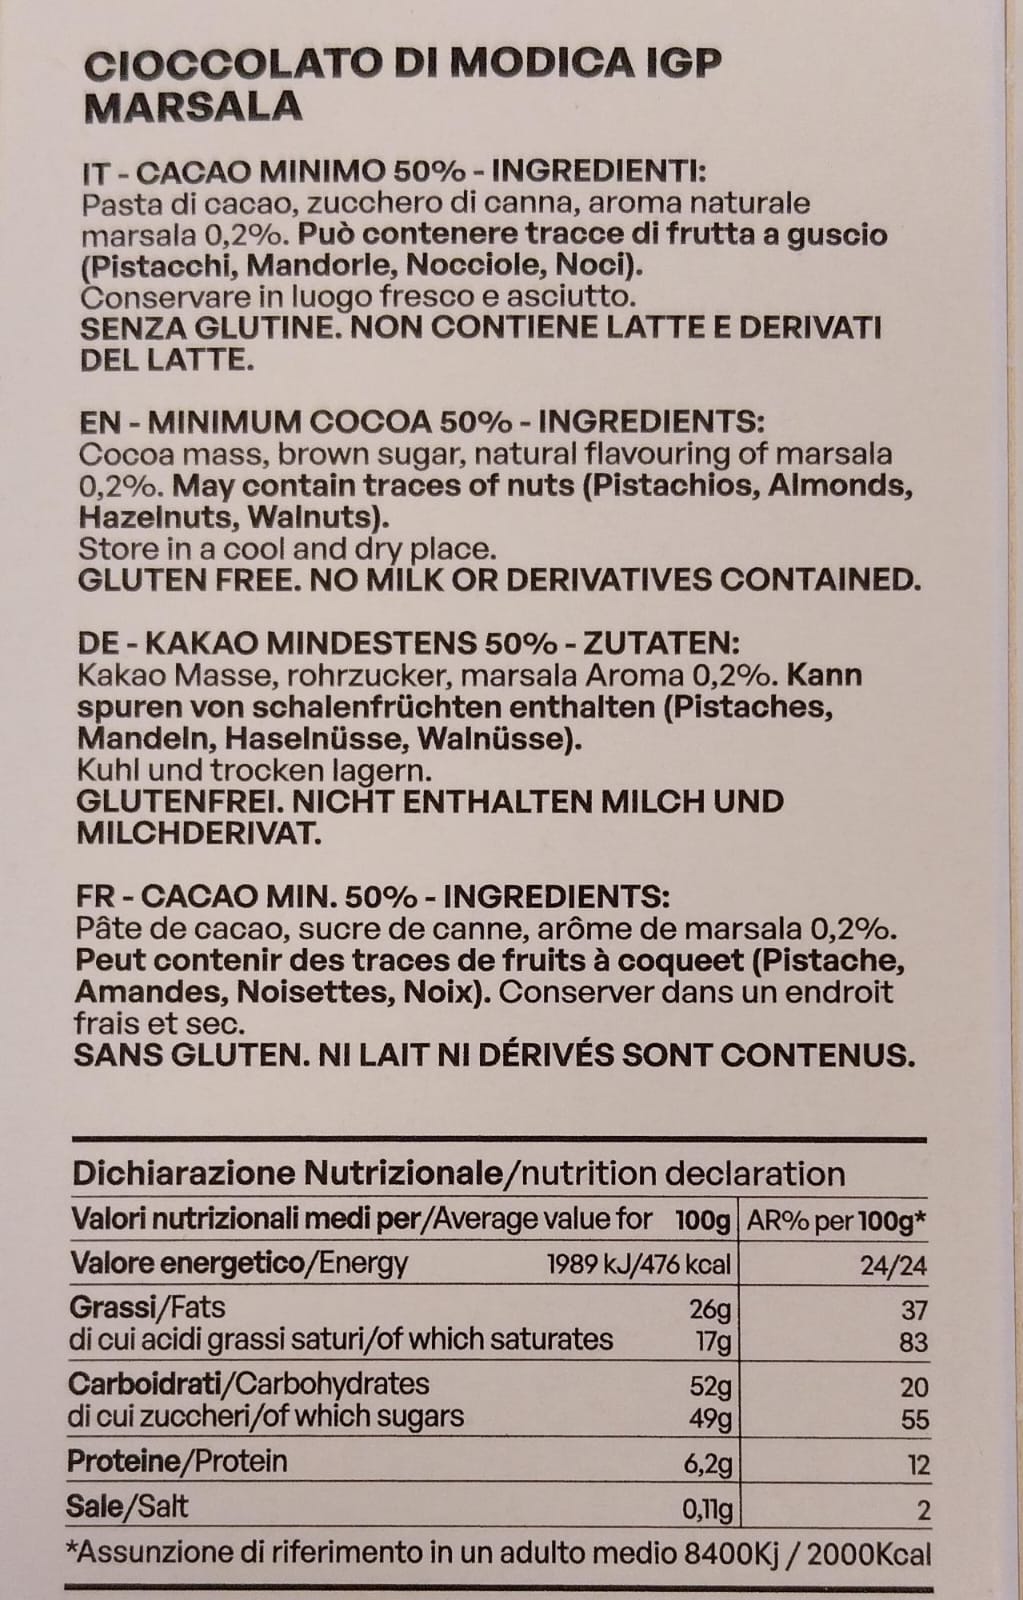 CIOCCOLATO DI MODICA IGP
MARSALA
IT - CACAO MINIMO 50% - INGREDIENTI:
Pasta di cacao, zucchero di canna, aroma naturale
marsala 0,2%. Può contenere tracce di frutta a guscio
(Pistacchi, Mandorle, Nocciole, Noci).
Conservare in luogo fresco e asciutto.
SENZA GLUTINE. NON CONTIENE LATTE E DERIVATI
DEL LATTE.
EN - MINIMUM COCOA 50% - INGREDIENTS:
Cocoa mass, brown sugar, natural flavouring of marsala
0,2%. May contain traces of nuts (Pistachios, Almonds,
Hazelnuts, Walnuts).
Store in a cool and dry place.
GLUTEN FREE. NO MILK OR DERIVATIVES CONTAINED.
DE - KAKAO MINDESTENS 50% - ZUTATEN:
Kakao Masse, rohrzucker, marsala Aroma 0,2%. Kann
spuren von schalenfrüchten enthalten (Pistaches,
Mandeln, Haselnüsse, Walnüsse).
Kuhl und trocken lagern.
GLUTENFREI. NICHT ENTHALTEN MILCH UND
MILCHDERIVAT.
FR - CACAO MIN. 50% - INGREDIENTS:
Pâte de cacao, sucre de canne, arôme de marsala 0,2%.
Peut contenir des traces de fruits à coqueet (Pistache,
Amandes, Noisettes, Noix). Conserver dans un endroit
frais et sec.
SANS GLUTEN. NI LAIT NI DÉRIVÉS SONT CONTENUS.
Dichiarazione Nutrizionale/nutrition declaration
Valori nutrizionali medi per/Average value for 100g AR% per 100g*
Valore energetico/Energy 1989 kJ/476 kcal 24/24
Grassi/Fats 26g 37
di cui acidi grassi saturi/of which saturates 17g 83
Carboidrati/Carbohydrates 52g 20
di cui zuccheri/of which sugars 49g 55
Proteine/Protein 6,2g 12
Sale/Salt 0,11g 2
*Assunzione di riferimento in un adulto medio 8400Kj / 2000Kcal